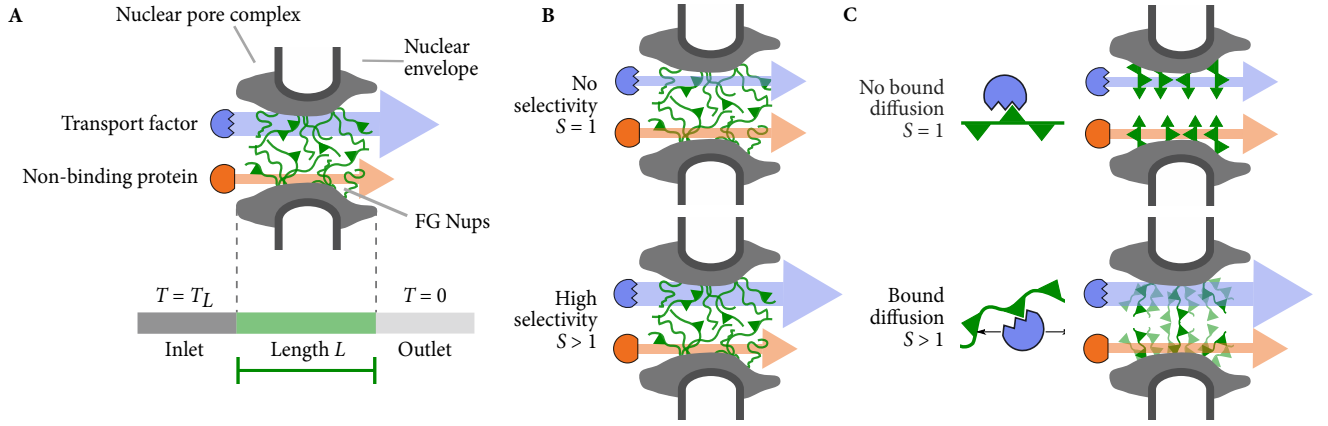 A
Nuclear pore complex
Nuclear
envelope
Transport factor
Non-binding protein
FG Nups
T = T_L
T = 0
Inlet
Length L
Outlet
B
No
selectivity
S = 1
High
selectivity
S > 1
C
No bound
diffusion
S = 1
Bound
diffusion
S > 1